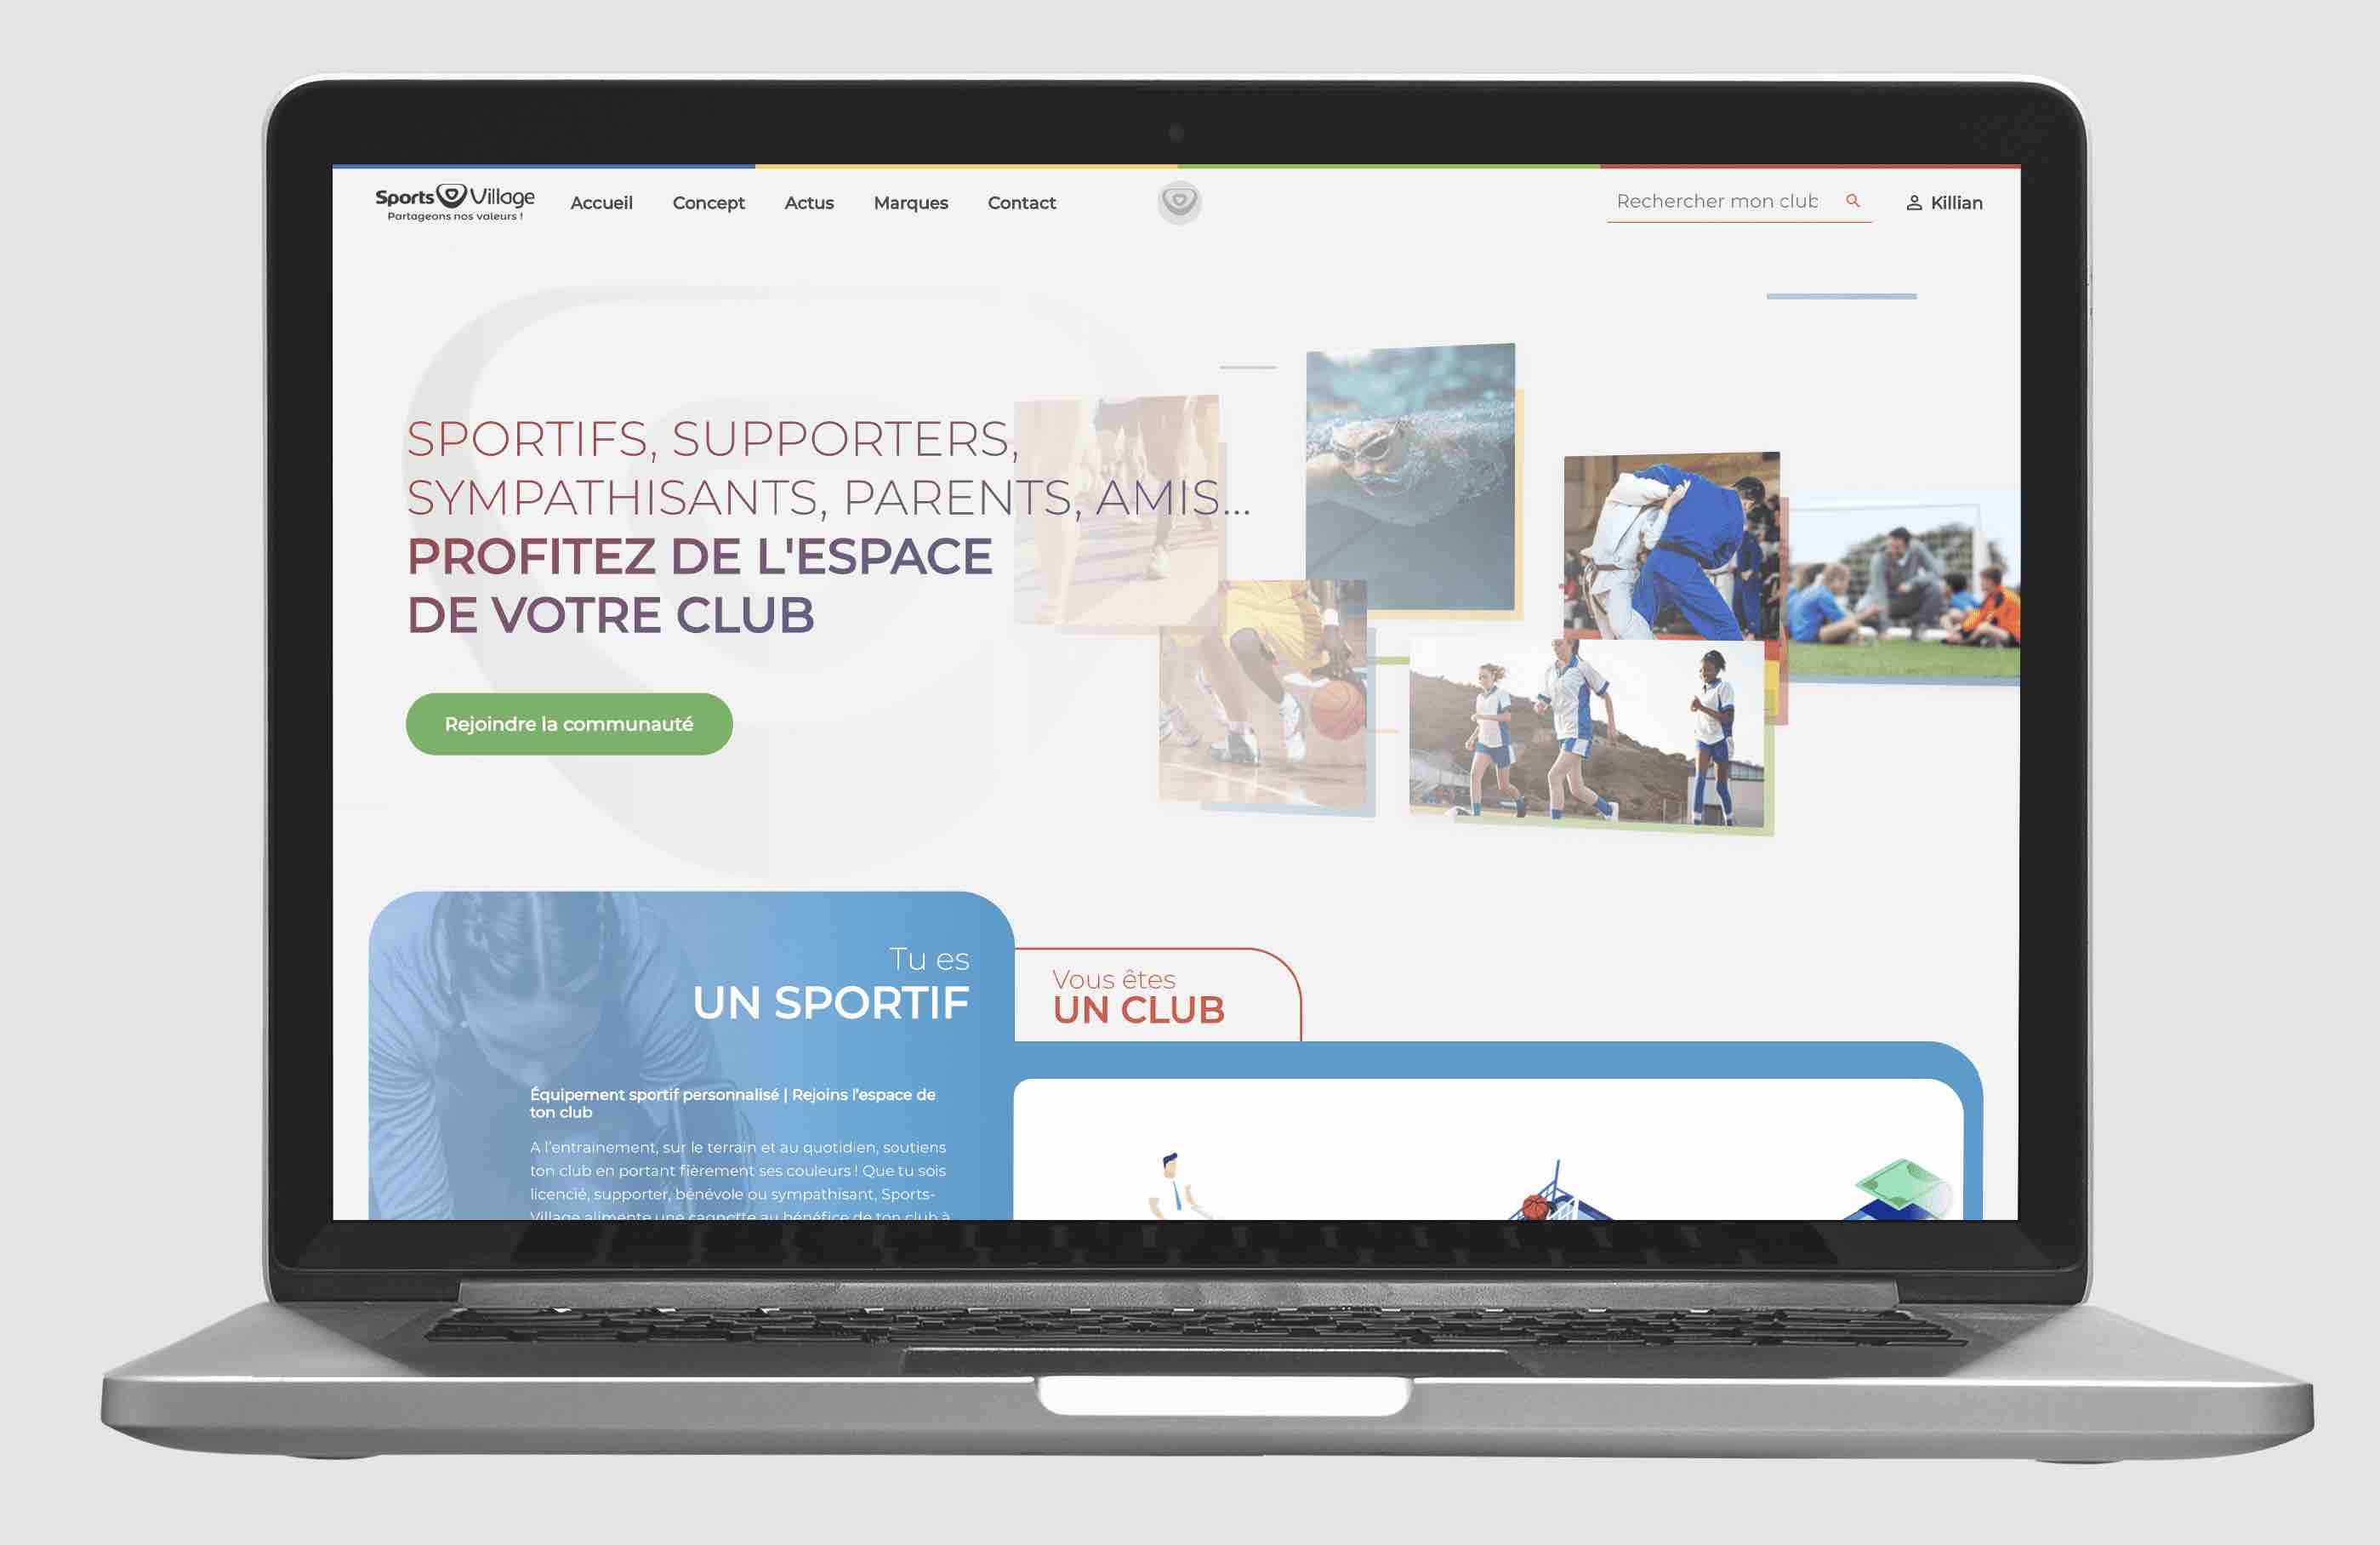 Sports Village
Partageons nos valeurs !
Accueil
Concept
Actus
Marques
Contact
Rechercher mon club
Killian
SPORTIFS, SUPPORTERS,
SYMPATHISANTS, PARENTS, AMIS...
PROFITEZ DE L'ESPACE
DE VOTRE CLUB
Rejoindre la communauté
Tu es
UN SPORTIF
Vous êtes
UN CLUB
Équipement sportif personnalisé | Rejoins l'espace de
ton club
A l'entrainement, sur le terrain et au quotidien, soutiens
ton club en portant fièrement ses couleurs ! Que tu sois
licencié, supporter, bénévole ou sympathisant, Sports-
Village alimente une cagnotte au bénéfice de ton club à